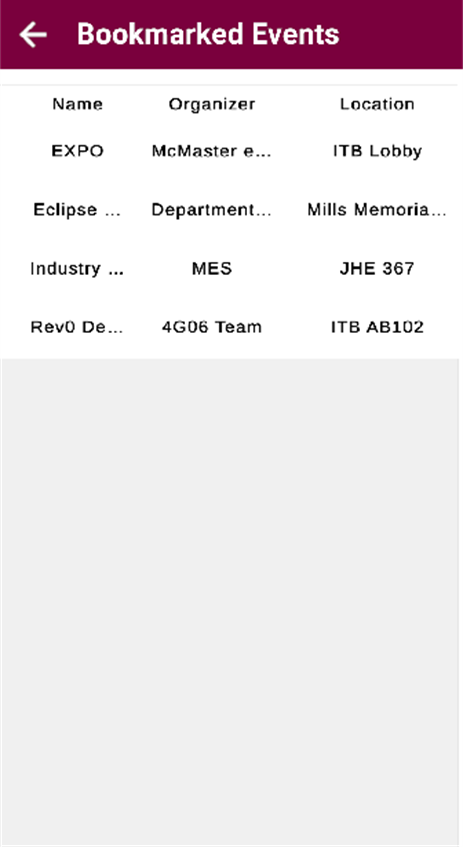 Bookmarked Events
Name Organizer Location
EXPO McMaster e... ITB Lobby
Eclipse ... Department... Mills Memoria...
Industry ... MES JHE 367
Rev0 De... 4G06 Team ITB AB102